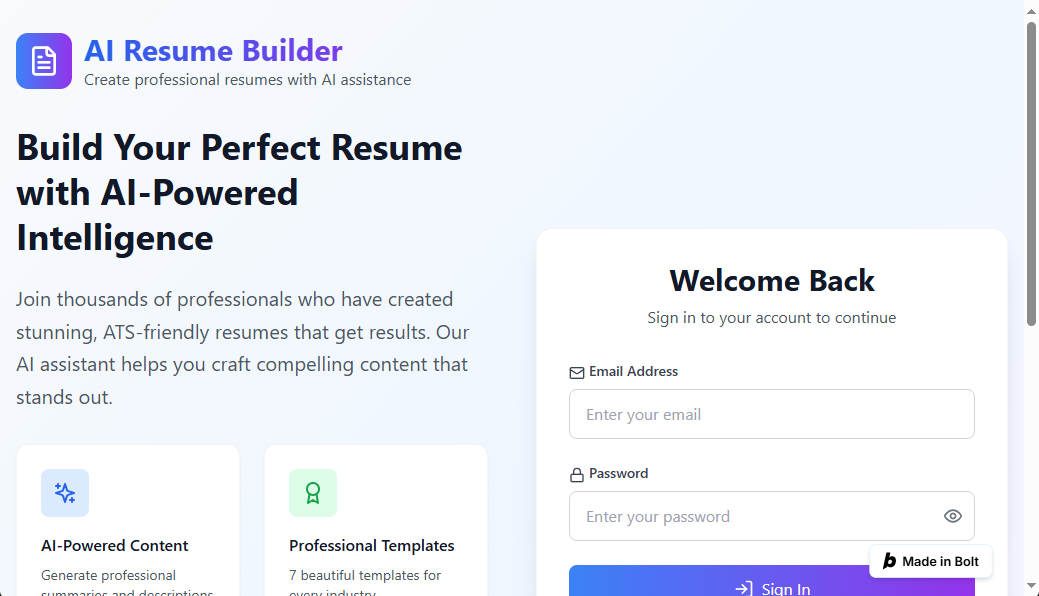 AI Resume Builder
Create professional resumes with AI assistance
Build Your Perfect Resume
with AI-Powered
Intelligence
Join thousands of professionals who have created
stunning, ATS-friendly resumes that get results. Our
AI assistant helps you craft compelling content that
stands out.
AI-Powered Content
Generate professional
summaries and descriptions
Professional Templates
7 beautiful templates for
every industry
Welcome Back
Sign in to your account to continue
Email Address
Enter your email
Password
Enter your password
Sign In
b Made in Bolt